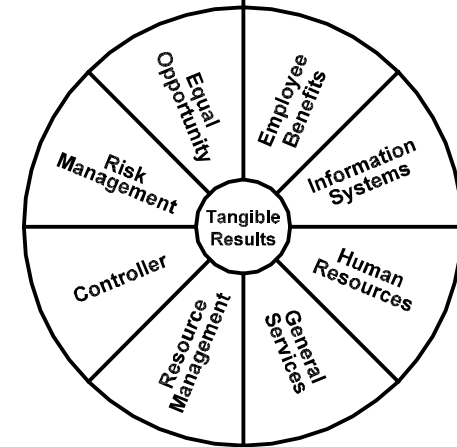 Equal
Opportunity
Employee
Benefits
Risk
Management
Information
Systems
Tangible
Results
Controller
Human
Resources
Resource
Management
General
Services